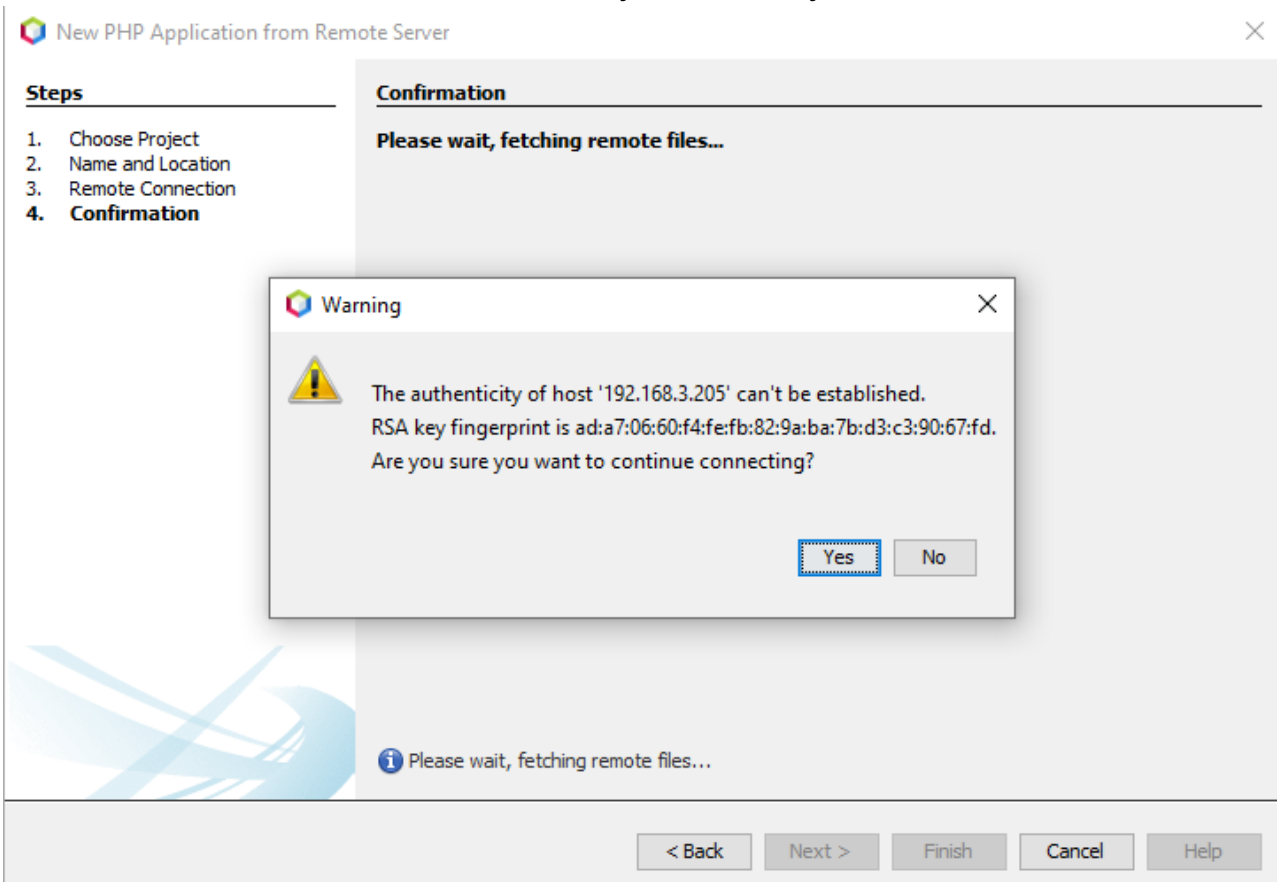 New PHP Application from Remote Server
Steps
1. Choose Project
2. Name and Location
3. Remote Connection
4. Confirmation
Confirmation
Please wait, fetching remote files...
Warning
The authenticity of host '192.168.3.205' can't be established.
RSA key fingerprint is ad:a7:06:60:f4:fe:fb:82:9a:ba:7b:d3:c3:90:67:fd.
Are you sure you want to continue connecting?
Yes No
Please wait, fetching remote files...
< Back Next > Finish Cancel Help